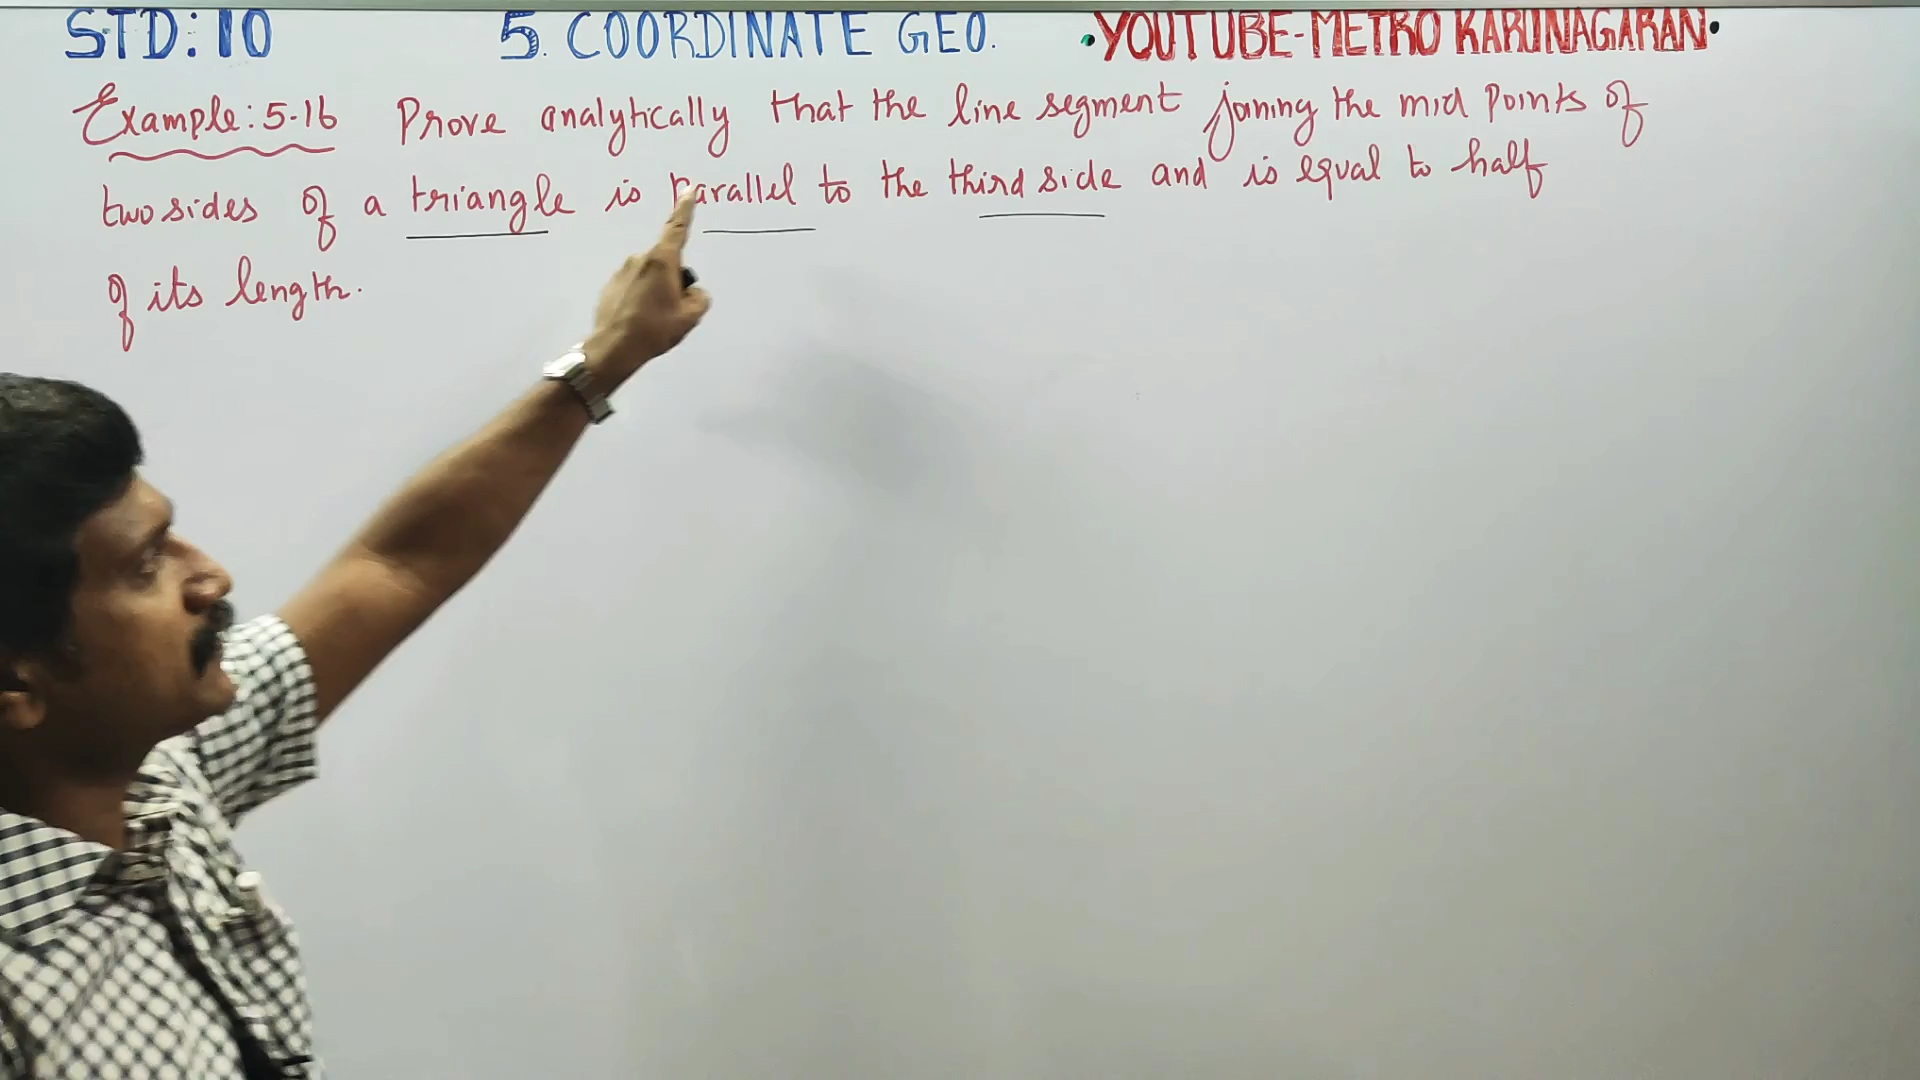 STD: 10 5. COORDINATE GEO. •YOUTUBE-METRO KARUNAGARAN•
Example: 5.16 Prove analytically that the line segment joining the mid points of
two sides of a triangle is parallel to the third side and is equal to half
of its length.